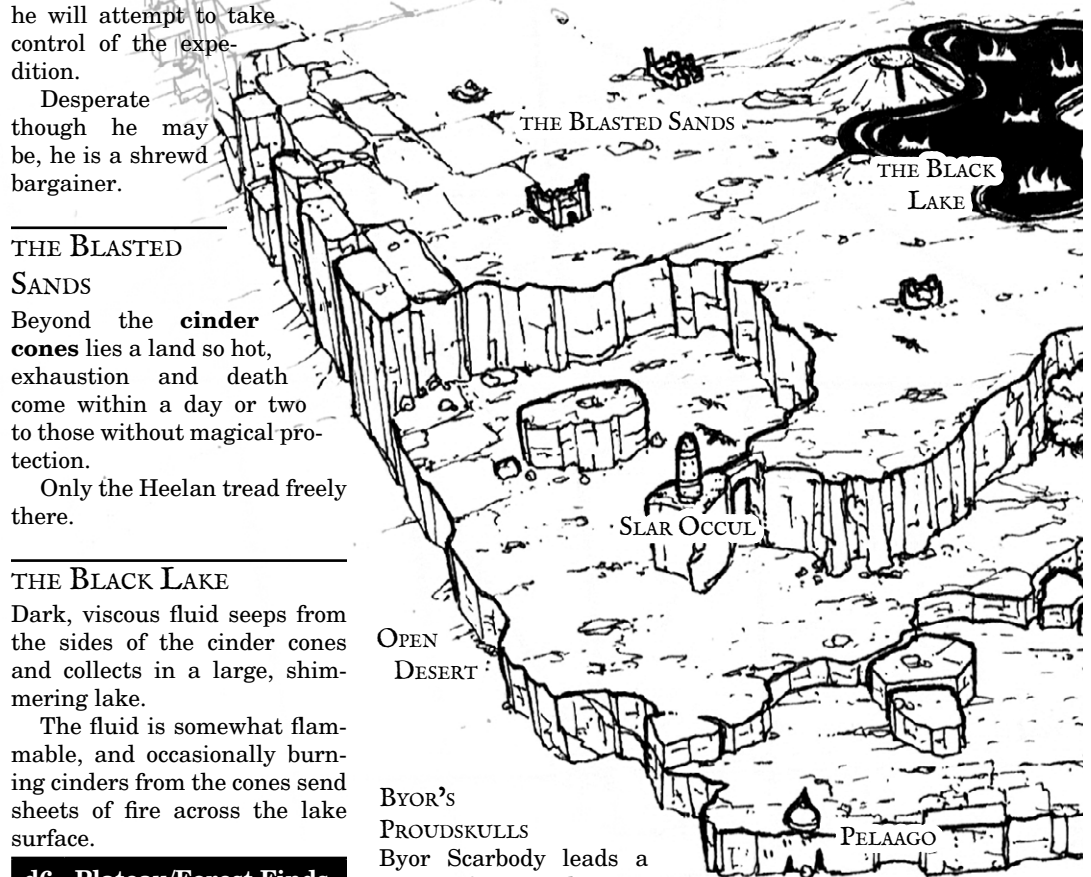 he will attempt to take
control of the expe-
dition.
Desperate
though he may
be, he is a shrewd
bargainer.
THE BLASTED
SANDS
Beyond the cinder
cones lies a land so hot,
exhaustion and death
come within a day or two
to those without magical pro-
tection.
Only the Heelan tread freely
there.
THE BLACK LAKE
Dark, viscous fluid seeps from
the sides of the cinder cones
and collects in a large, shim-
mering lake.
The fluid is somewhat flam-
mable, and occasionally burn-
ing cinders from the cones send
sheets of fire across the lake
surface.
d6 Plateau/Forest Finds
THE BLASTED SANDS
THE BLACK
LAKE
SLAR OCCUL
OPEN
DESERT
PELAAGO
BYOR'S
PROUDSKULLS
Byor Scarbody leads a